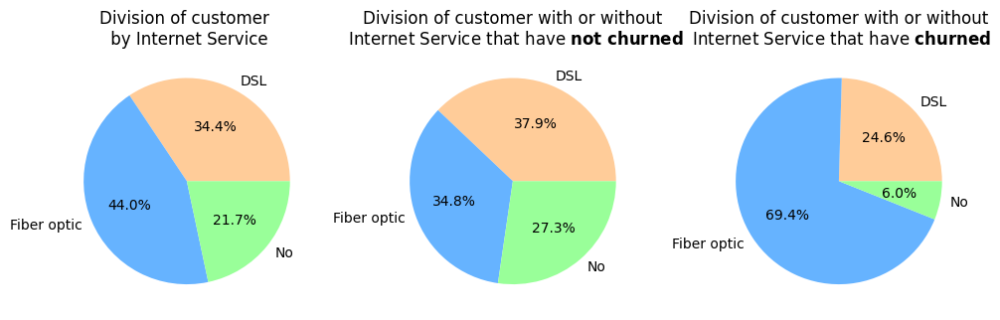 Division of customer
by Internet Service
DSL
34.4%
44.0%
Fiber optic
21.7%
No
Division of customer with or without
Internet Service that have not churned
DSL
37.9%
34.8%
Fiber optic
27.3%
No
Division of customer with or without
Internet Service that have churned
DSL
24.6%
6.0%
No
69.4%
Fiber optic